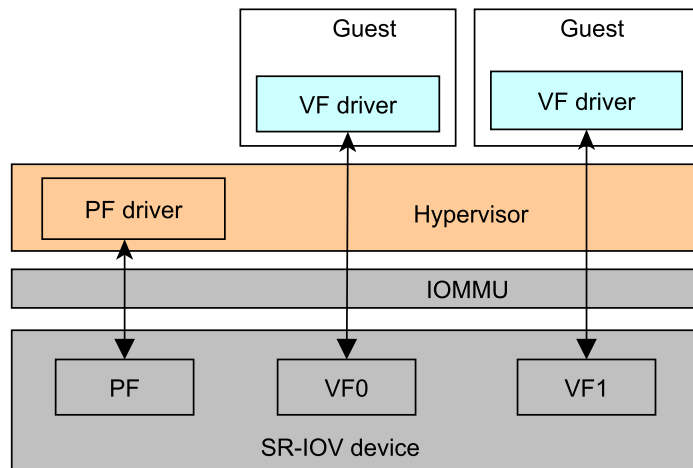 Guest
Guest
VF driver
VF driver
PF driver
Hypervisor
IOMMU
PF
VF0
VF1
SR-IOV device